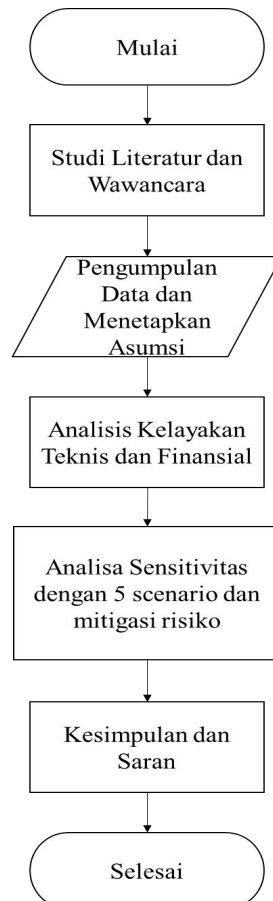 Mulai
Studi Literatur dan
Wawancara
Pengumpulan
Data dan
Menetapkan
Asumsi
Analisis Kelayakan
Teknis dan Finansial
Analisa Sensitivitas
dengan 5 scenario dan
mitigasi risiko
Kesimpulan dan
Saran
Selesai